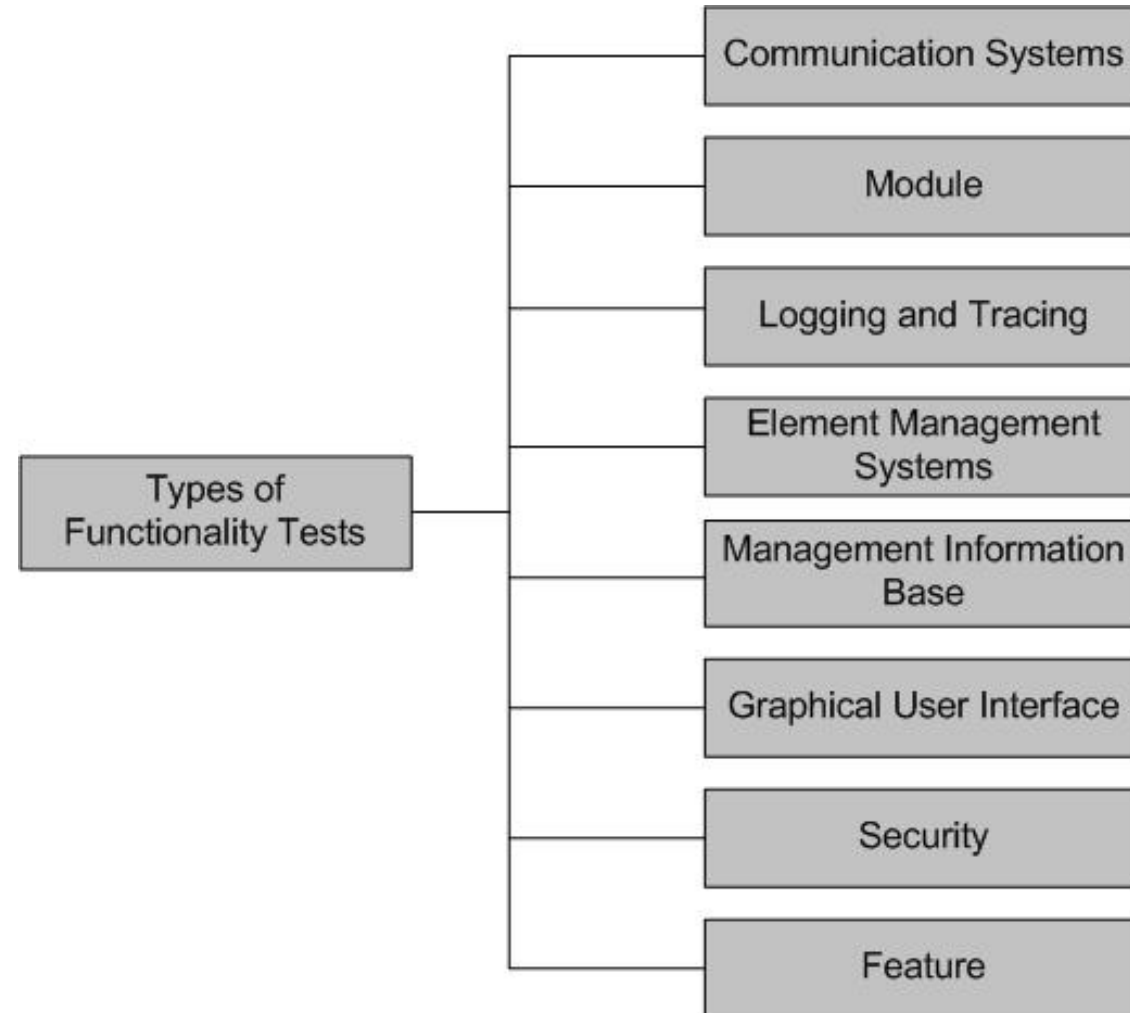 Communication Systems
Module
Logging and Tracing
Element Management
Systems
Types of
Functionality Tests
Management Information
Base
Graphical User Interface
Security
Feature